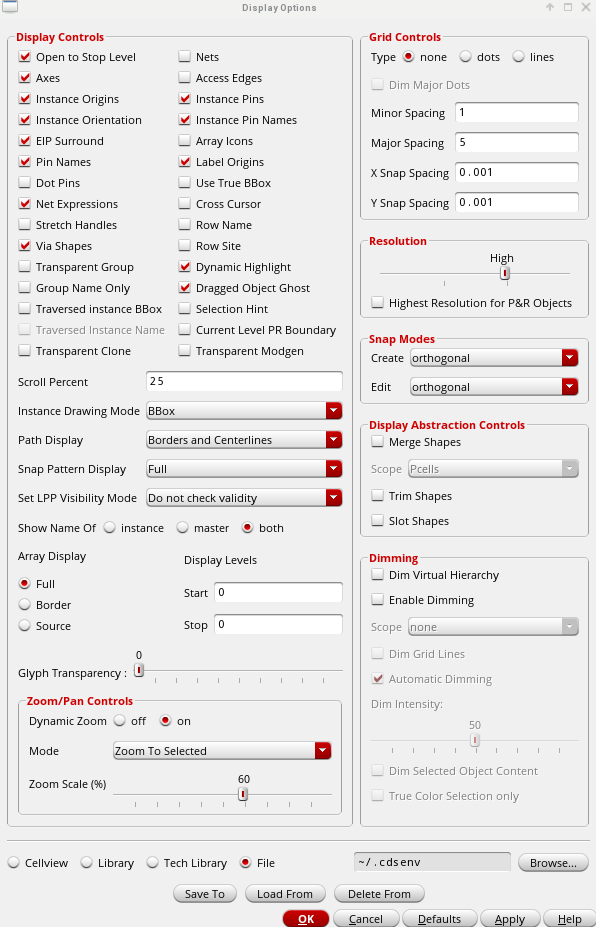 Display Options
Display Controls
Open to Stop Level
Nets
Axes
Access Edges
Instance Origins
Instance Pins
Instance Orientation
Instance Pin Names
EIP Surround
Array Icons
Pin Names
Label Origins
Dot Pins
Use True BBox
Net Expressions
Cross Cursor
Stretch Handles
Row Name
Via Shapes
Row Site
Transparent Group
Dynamic Highlight
Group Name Only
Dragged Object Ghost
Traversed instance BBox
Selection Hint
Traversed Instance Name
Current Level PR Boundary
Transparent Clone
Transparent Modgen
Scroll Percent 25
Instance Drawing Mode BBox
Path Display Borders and Centerlines
Snap Pattern Display Full
Set LPP Visibility Mode Do not check validity
Show Name Of instance master both
Array Display
Full
Border
Source
Display Levels
Start 0
Stop 0
0
Glyph Transparency :
Zoom/Pan Controls
Dynamic Zoom off on
Mode Zoom To Selected
60
Zoom Scale (%)
Grid Controls
Type none dots lines
Dim Major Dots
Minor Spacing 1
Major Spacing 5
X Snap Spacing 0.001
Y Snap Spacing 0.001
Resolution
High
Highest Resolution for P&R Objects
Snap Modes
Create orthogonal
Edit orthogonal
Display Abstraction Controls
Merge Shapes
Scope Pcells
Trim Shapes
Slot Shapes
Dimming
Dim Virtual Hierarchy
Enable Dimming
Scope none
Dim Grid Lines
Automatic Dimming
Dim Intensity:
50
Dim Selected Object Content
True Color Selection only
Cellview Library Tech Library File ~/.cdsenv Browse...
Save To Load From Delete From
OK Cancel Defaults Apply Help